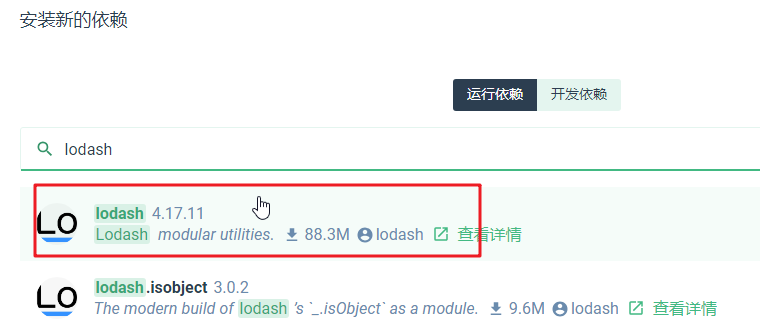 安装新的依赖
运行依赖 开发依赖
lodash
LO lodash 4.17.11
Lodash modular utilities. 88.3M lodash 查看详情
LO lodash.isobject 3.0.2
The modern build of lodash 's `_.isObject` as a module. 9.6M lodash 查看详情